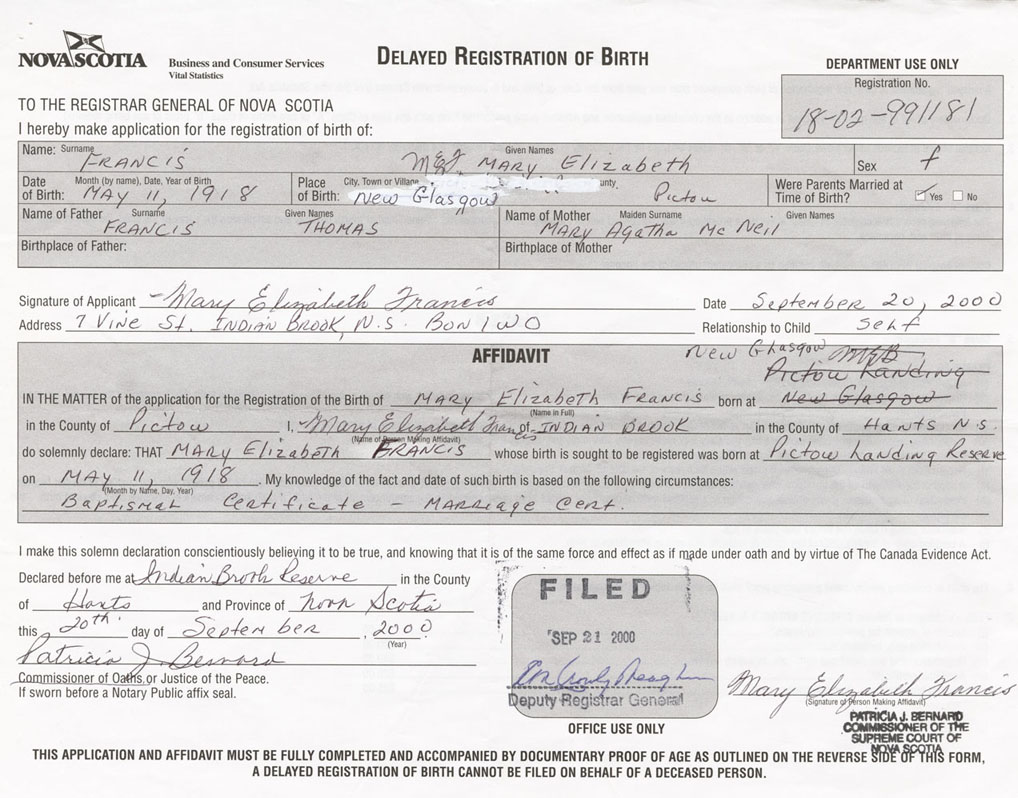 NOVA SCOTIA
Business and Consumer Services
Vital Statistics
DELAYED REGISTRATION OF BIRTH
DEPARTMENT USE ONLY
Registration No.
18-02-991181
TO THE REGISTRAR GENERAL OF NOVA SCOTIA
I hereby make application for the registration of birth of:
Name: Surname Given Names Sex f
FRANCIS MARY Elizabeth
Date of Birth: Month (by name), Date, Year of Birth MAY 11, 1918
Place of Birth: City, Town or Village New Glasgow Pictou
Were Parents Married at Time of Birth? Yes No
Name of Father Surname FRANCIS Given Names THOMAS
Name of Mother Maiden Surname Given Names MARY Agatha Mc Neil
Birthplace of Father: Birthplace of Mother
Signature of Applicant Mary Elizabeth Francis Date September 20, 2000
Address 7 Vine St. INDIAN BROOK, N.S. BON 1WO Relationship to Child Self
AFFIDAVIT
New Glasgow
Pictou Landing
IN THE MATTER of the application for the Registration of the Birth of MARY Elizabeth FRANCIS born at New Glasgow
(Name in Full)
in the County of Pictou I, Mary Elizabeth Francis of INDIAN BROOK in the County of Hants N.S.
(Name of Person Making Affidavit)
do solemnly declare: THAT MARY Elizabeth FRANCIS whose birth is sought to be registered was born at Pictou Landing Reserve
on MAY 11, 1918. My knowledge of the fact and date of such birth is based on the following circumstances:
(Month by Name, Day, Year)
Baptismal Certificate - MARRiage Cert.
I make this solemn declaration conscientiously believing it to be true, and knowing that it is of the same force and effect as if made under oath and by virtue of The Canada Evidence Act.
Declared before me at Indian Brook Reserve in the County
of Hants and Province of Nova Scotia
this 20th day of September, 2000
(Year)
Patricia J. Bernard
Commissioner of Oaths or Justice of the Peace.
If sworn before a Notary Public affix seal.
FILED
SEP 21 2000
Deputy Registrar General
OFFICE USE ONLY
Mary Elizabeth Francis
(Signature of Person Making Affidavit)
PATRICIA J. BERNARD
COMMISSIONER OF THE
SUPREME COURT OF
NOVA SCOTIA
THIS APPLICATION AND AFFIDAVIT MUST BE FULLY COMPLETED AND ACCOMPANIED BY DOCUMENTARY PROOF OF AGE AS OUTLINED ON THE REVERSE SIDE OF THIS FORM,
A DELAYED REGISTRATION OF BIRTH CANNOT BE FILED ON BEHALF OF A DECEASED PERSON.